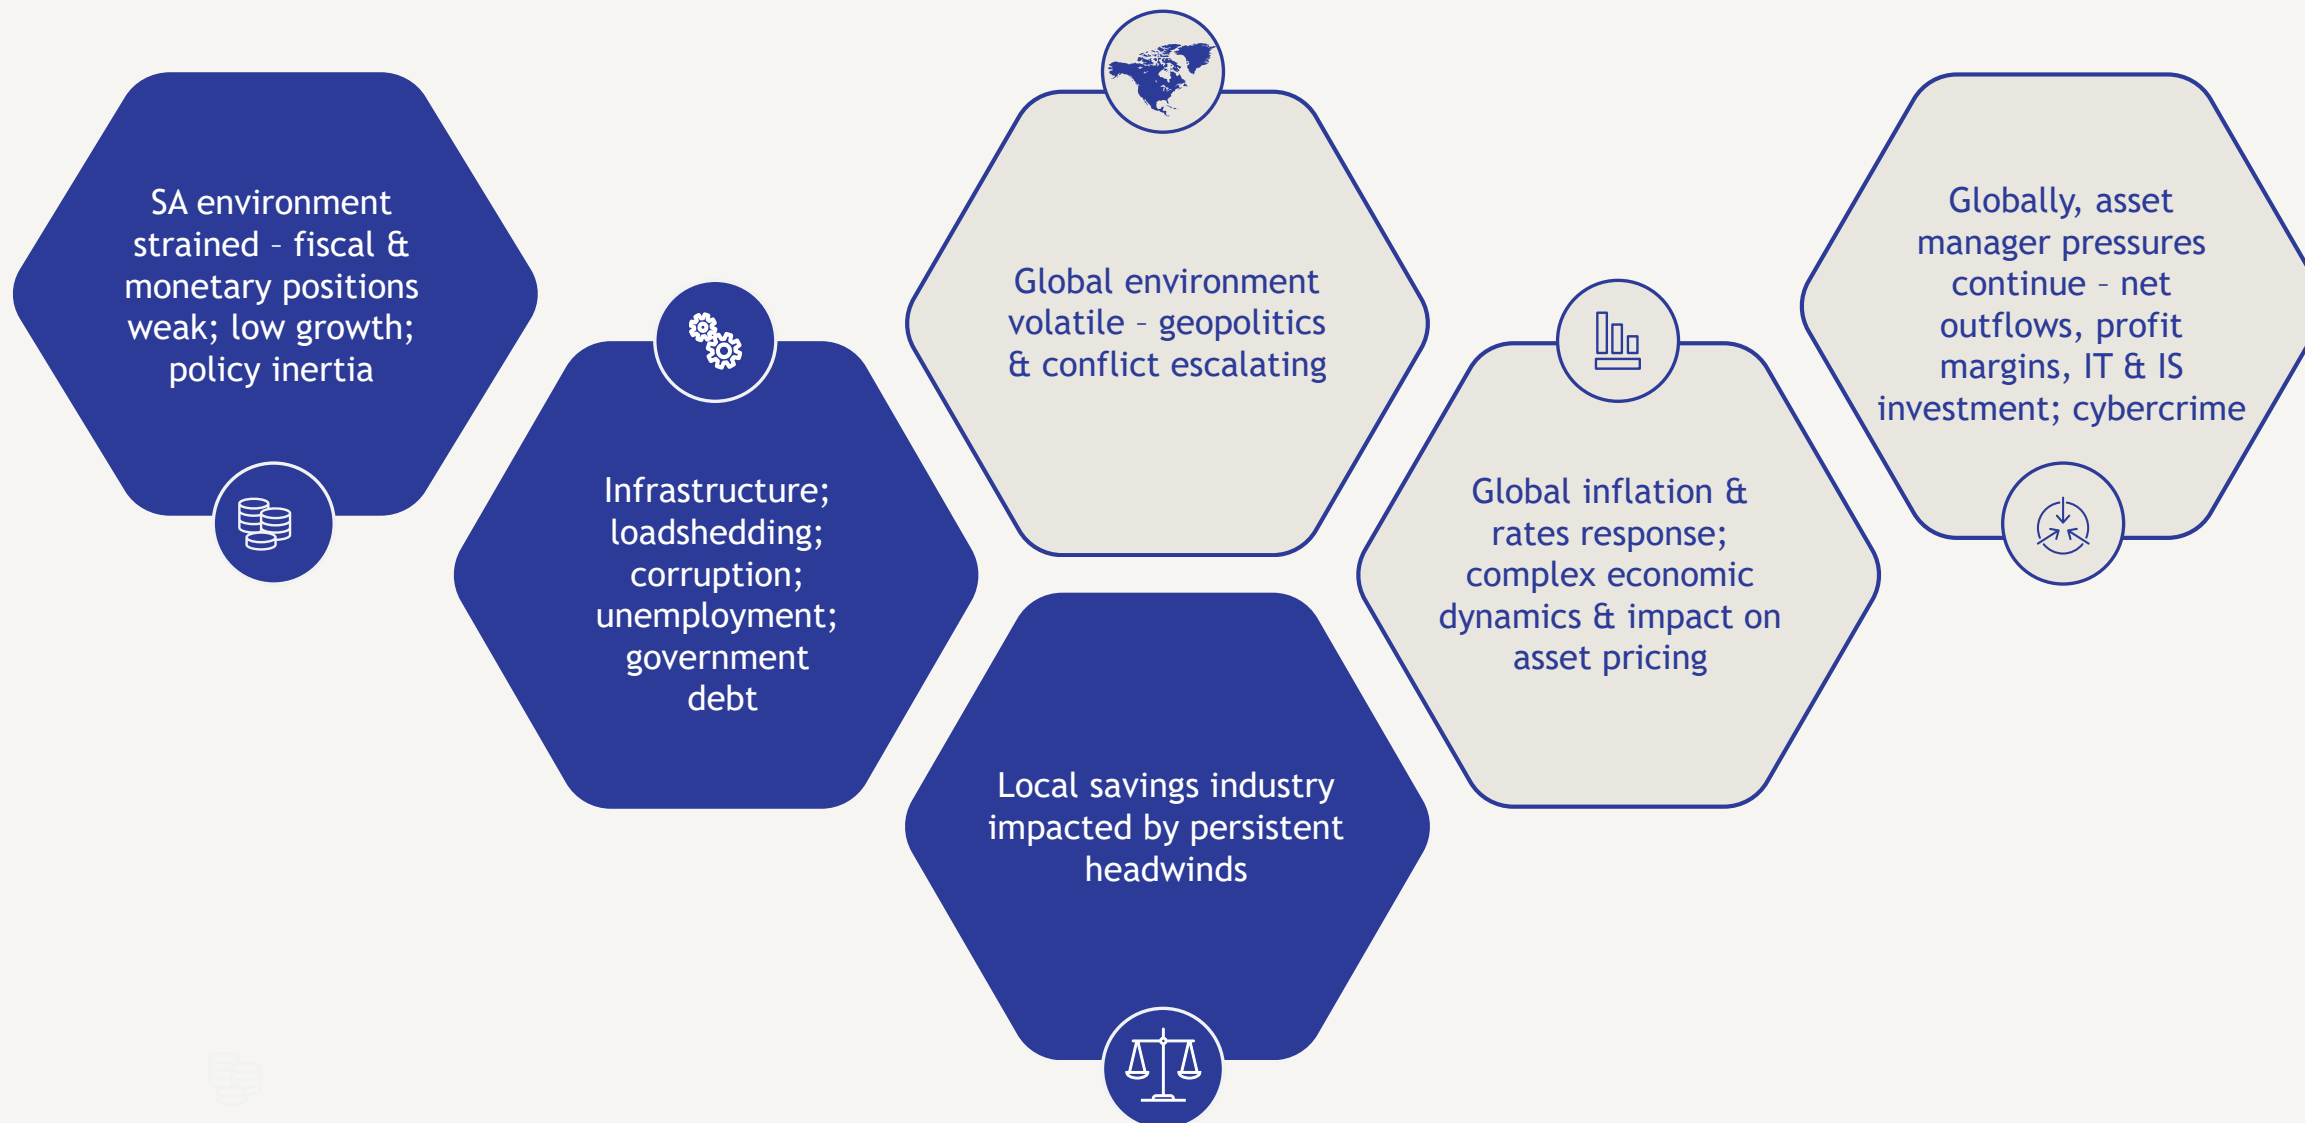 SA environment
strained – fiscal &
monetary positions
weak; low growth;
policy inertia
Infrastructure;
loadshedding;
corruption;
unemployment;
government
debt
Global environment
volatile – geopolitics
& conflict escalating
Local savings industry
impacted by persistent
headwinds
Global inflation &
rates response;
complex economic
dynamics & impact on
asset pricing
Globally, asset
manager pressures
continue – net
outflows, profit
margins, IT & IS
investment; cybercrime